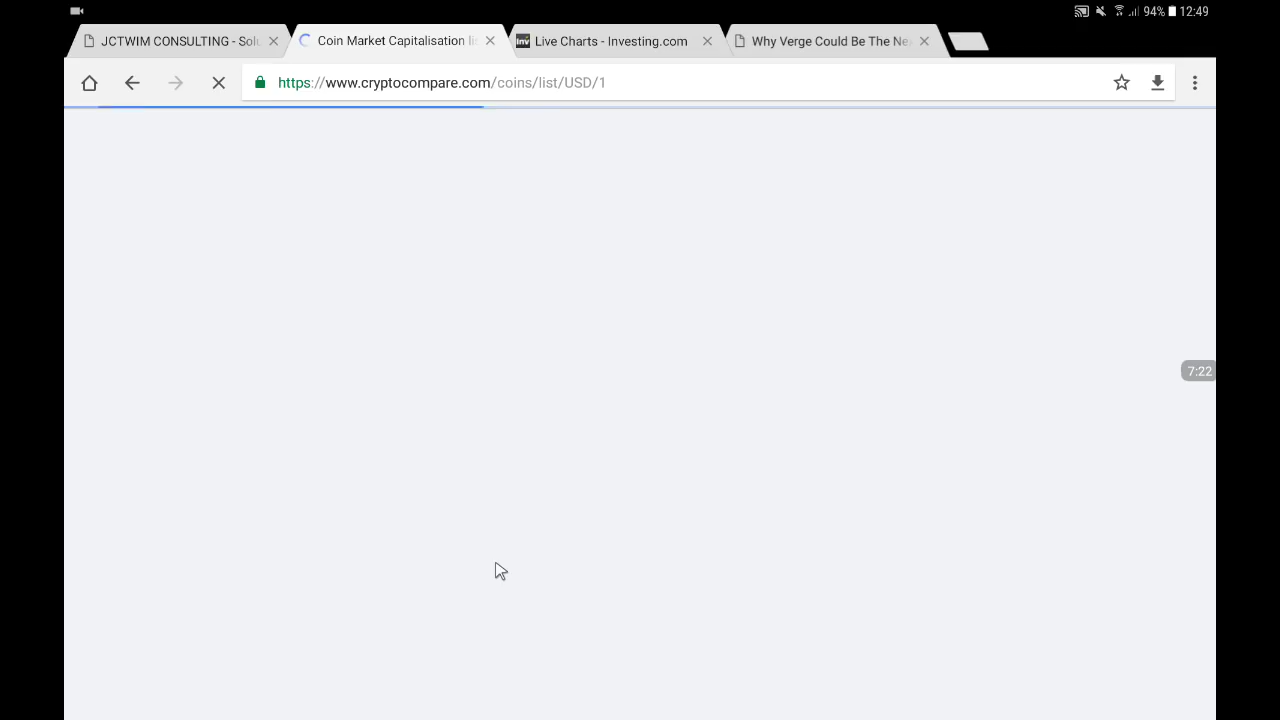 94% 12:49
JCTWIM CONSULTING - Solu
Coin Market Capitalisation li
Inv Live Charts - Investing.com
Why Verge Could Be The Ne
https://www.cryptocompare.com/coins/list/USD/1
7:22